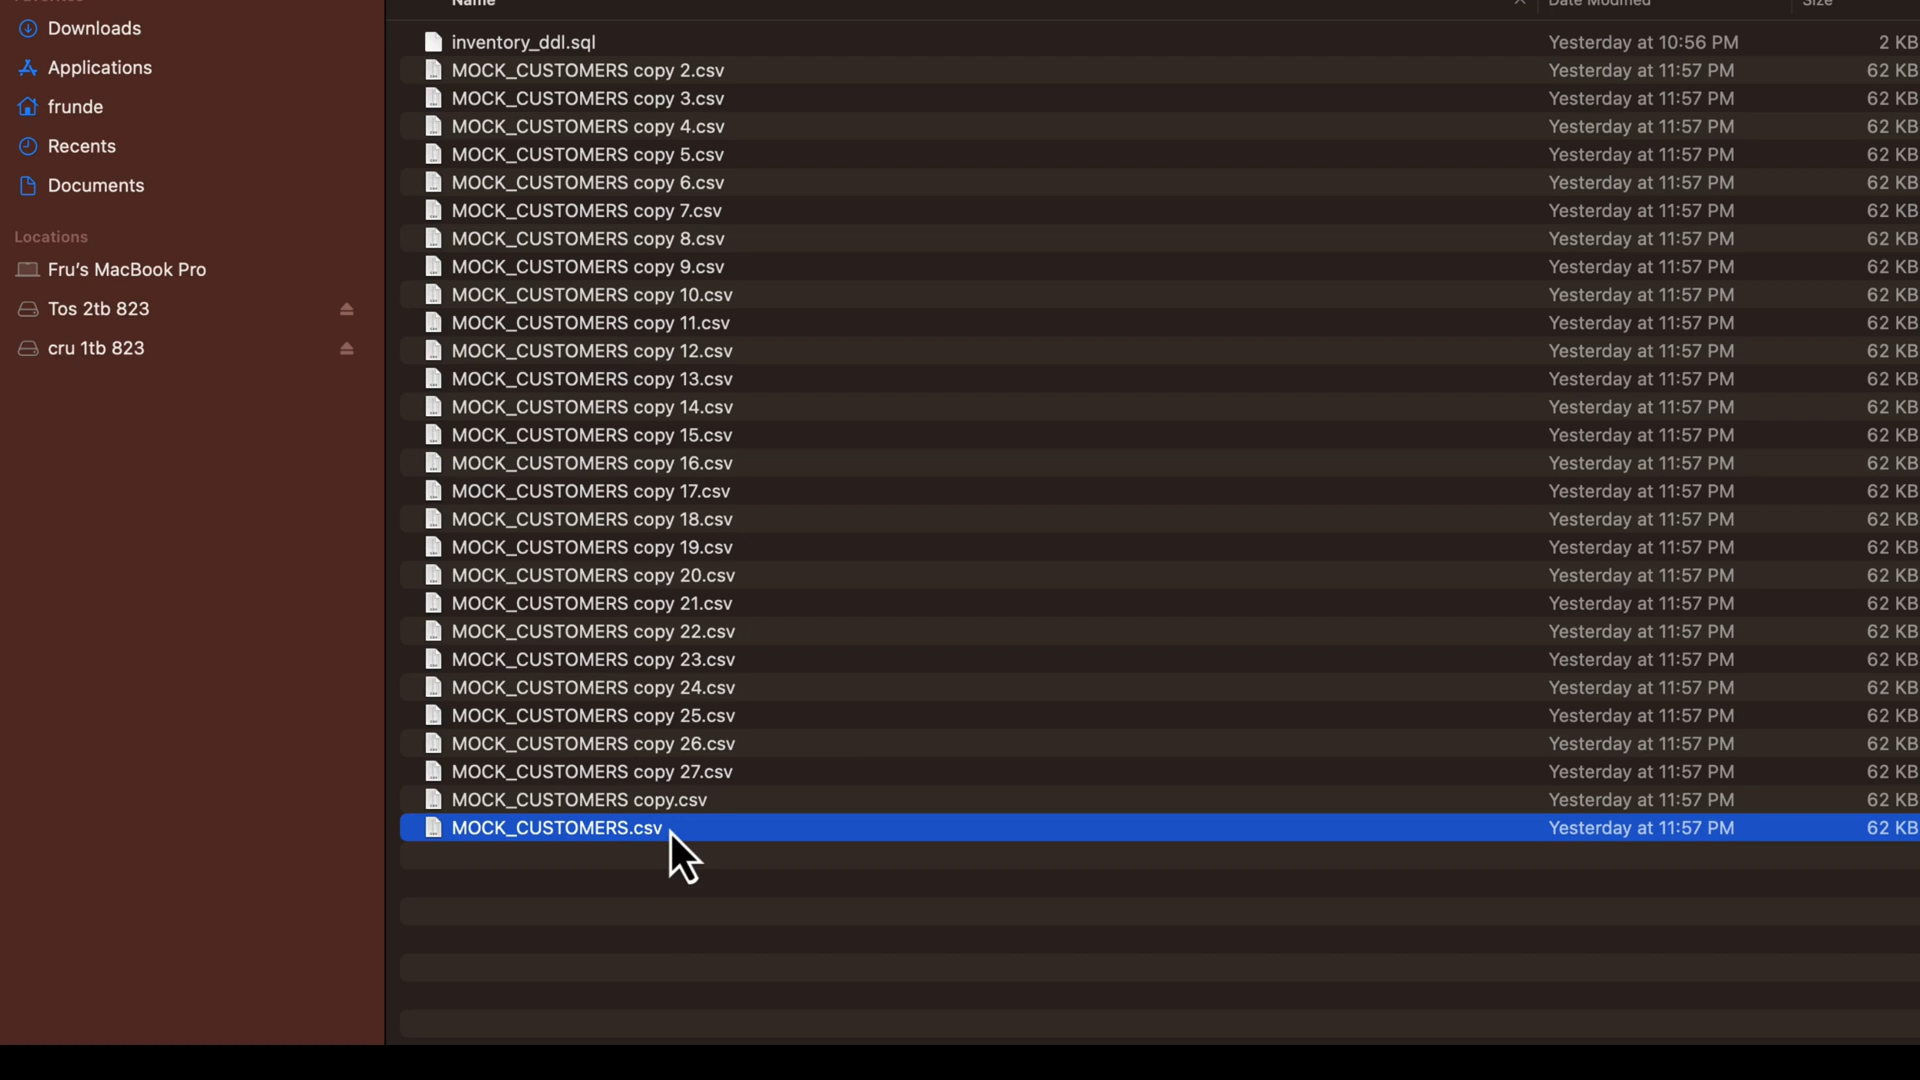 Favorites
Downloads
Applications
frunde
Recents
Documents
Locations
Fru's MacBook Pro
Tos 2tb 823
cru 1tb 823
Name Date Modified Size
inventory_ddl.sql Yesterday at 10:56 PM 2 KB
MOCK_CUSTOMERS copy 2.csv Yesterday at 11:57 PM 62 KB
MOCK_CUSTOMERS copy 3.csv Yesterday at 11:57 PM 62 KB
MOCK_CUSTOMERS copy 4.csv Yesterday at 11:57 PM 62 KB
MOCK_CUSTOMERS copy 5.csv Yesterday at 11:57 PM 62 KB
MOCK_CUSTOMERS copy 6.csv Yesterday at 11:57 PM 62 KB
MOCK_CUSTOMERS copy 7.csv Yesterday at 11:57 PM 62 KB
MOCK_CUSTOMERS copy 8.csv Yesterday at 11:57 PM 62 KB
MOCK_CUSTOMERS copy 9.csv Yesterday at 11:57 PM 62 KB
MOCK_CUSTOMERS copy 10.csv Yesterday at 11:57 PM 62 KB
MOCK_CUSTOMERS copy 11.csv Yesterday at 11:57 PM 62 KB
MOCK_CUSTOMERS copy 12.csv Yesterday at 11:57 PM 62 KB
MOCK_CUSTOMERS copy 13.csv Yesterday at 11:57 PM 62 KB
MOCK_CUSTOMERS copy 14.csv Yesterday at 11:57 PM 62 KB
MOCK_CUSTOMERS copy 15.csv Yesterday at 11:57 PM 62 KB
MOCK_CUSTOMERS copy 16.csv Yesterday at 11:57 PM 62 KB
MOCK_CUSTOMERS copy 17.csv Yesterday at 11:57 PM 62 KB
MOCK_CUSTOMERS copy 18.csv Yesterday at 11:57 PM 62 KB
MOCK_CUSTOMERS copy 19.csv Yesterday at 11:57 PM 62 KB
MOCK_CUSTOMERS copy 20.csv Yesterday at 11:57 PM 62 KB
MOCK_CUSTOMERS copy 21.csv Yesterday at 11:57 PM 62 KB
MOCK_CUSTOMERS copy 22.csv Yesterday at 11:57 PM 62 KB
MOCK_CUSTOMERS copy 23.csv Yesterday at 11:57 PM 62 KB
MOCK_CUSTOMERS copy 24.csv Yesterday at 11:57 PM 62 KB
MOCK_CUSTOMERS copy 25.csv Yesterday at 11:57 PM 62 KB
MOCK_CUSTOMERS copy 26.csv Yesterday at 11:57 PM 62 KB
MOCK_CUSTOMERS copy 27.csv Yesterday at 11:57 PM 62 KB
MOCK_CUSTOMERS copy.csv Yesterday at 11:57 PM 62 KB
MOCK_CUSTOMERS.csv Yesterday at 11:57 PM 62 KB